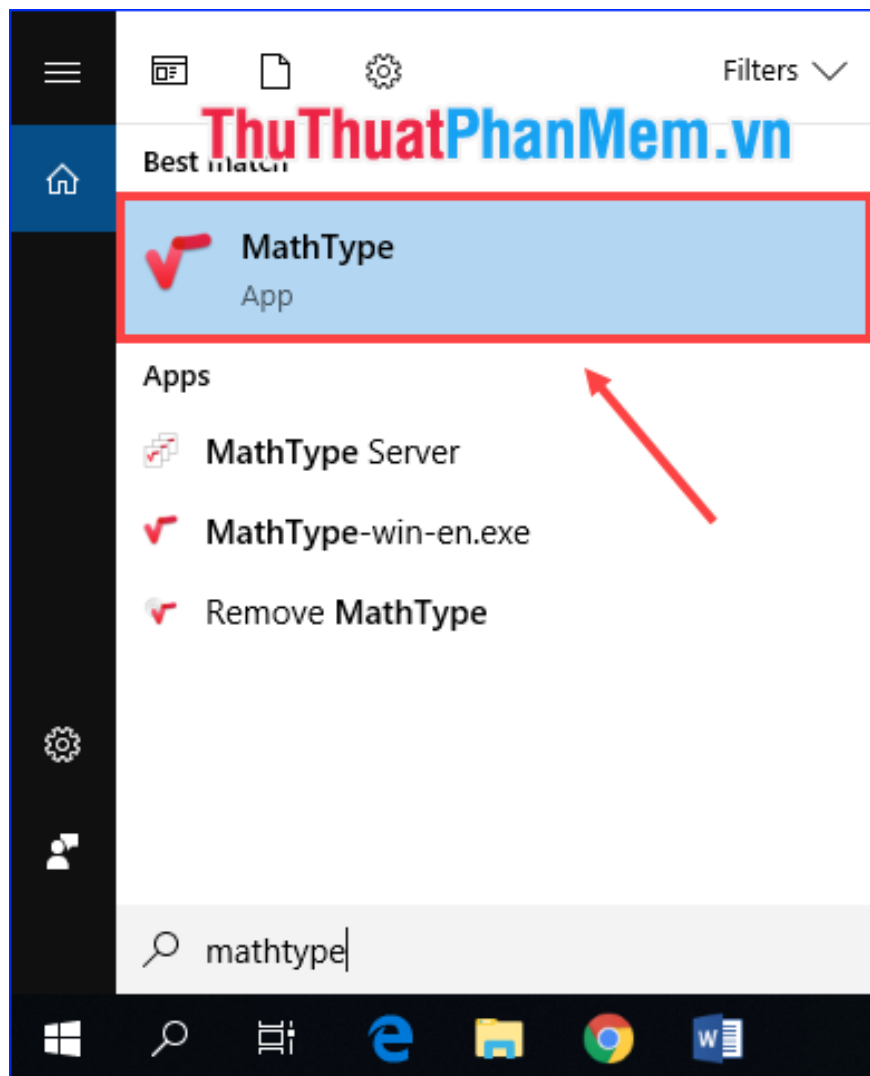 Filters
ThuThuatPhanMem.vn
Best match
MathType
App
Apps
MathType Server
MathType-win-en.exe
Remove MathType
mathtype